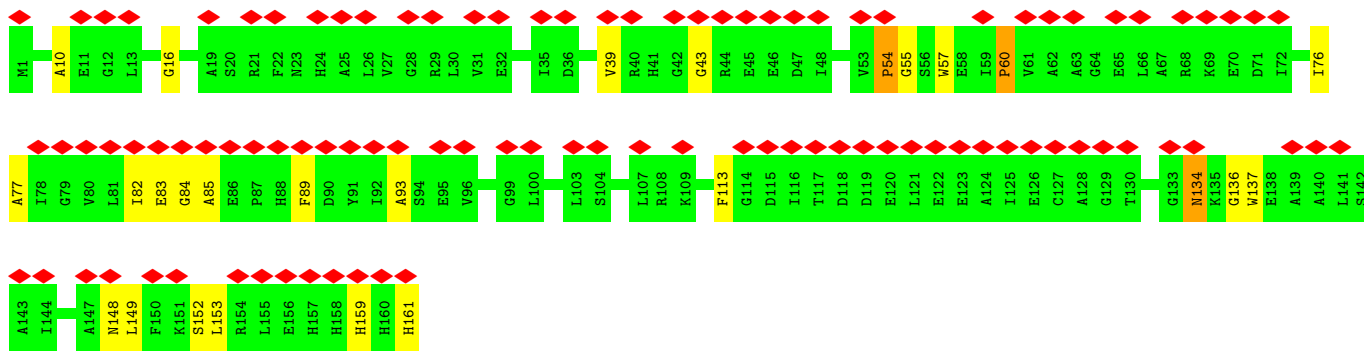 M1 A10 E11 G12 L13 G16 A19 S20 R21 F22 N23 H24 A25 L26 V27 G28 R29 L30 V31 E32 I35 D36 V39 R40 H41 G42 G43 R44 E45 E46 D47 I48 V53 P54 G55 S56 W57 E58 I59 P60 V61 A62 A63 G64 E65 L66 A67 R68 K69 E70 D71 I72 I76
A77 I78 G79 V80 L81 I82 E83 G84 A85 E86 P87 H88 F89 D90 Y91 I92 A93 S94 E95 V96 G99 L100 L103 S104 L107 R108 K109 F113 G114 D115 I116 T117 D118 D119 E120 L121 E122 E123 A124 I125 E126 C127 A128 G129 T130 G133 N134 K135 G136 W137 E138 A139 A140 L141 S142
A143 I144 A147 N148 L149 F150 K151 S152 L153 R154 L155 E156 H157 H158 H159 H160 H161